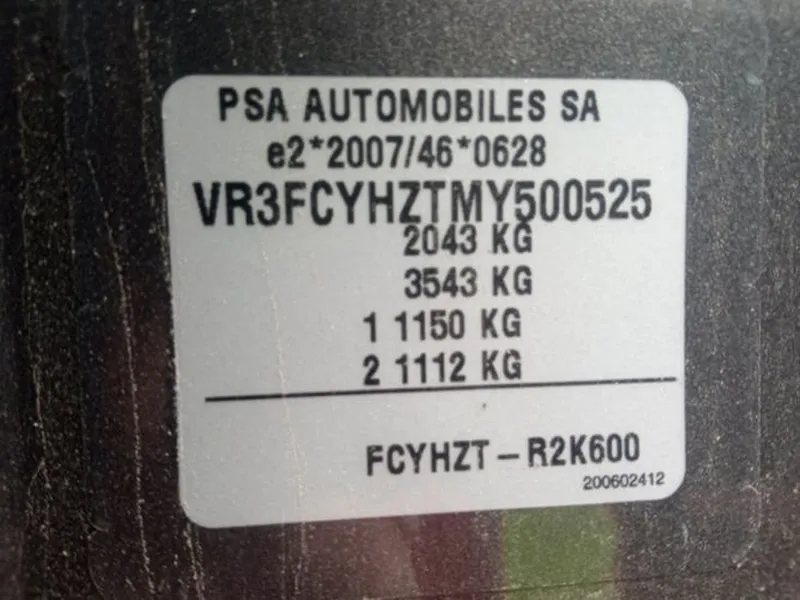 PSA AUTOMOBILES SA
e2*2007/46*0628
VR3FCYHZTMY500525
2043 KG
3543 KG
1 1150 KG
2 1112 KG
FCYHZT – R2K600
200602412